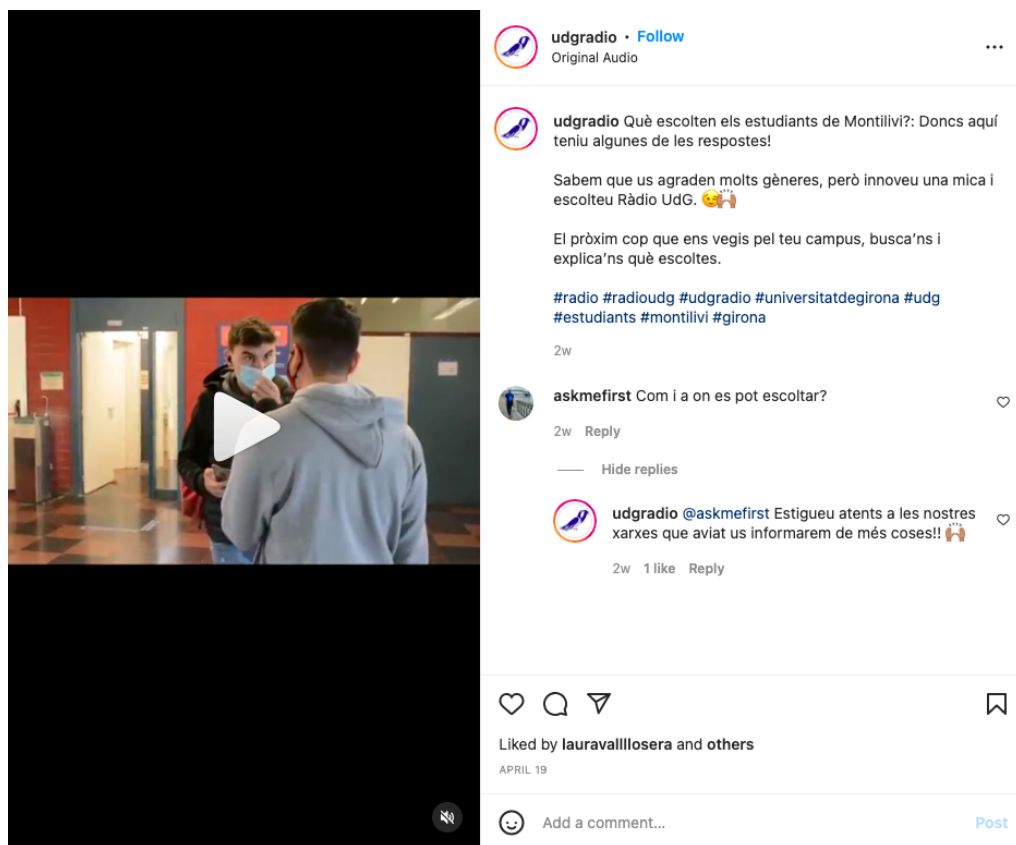 udgradio • Follow
Original Audio
udgradio Què escolten els estudiants de Montilivi?: Doncs aquí
teniu algunes de les respostes!
Sabem que us agraden molts gèneres, però innoveu una mica i
escolteu Ràdio UdG. 😉🙌🏽
El pròxim cop que ens vegis pel teu campus, busca’ns i
explica’ns què escoltes.
#radio #radioudg #udgradio #universitatdegirona #udg
#estudiants #montilivi #girona
2w
askmefirst Com i a on es pot escoltar?
2w Reply
Hide replies
udgradio @askmefirst Estigueu atents a les nostres
xarxes que aviat us informarem de més coses!! 🙌🏽
2w 1 like Reply
Liked by lauravallllosera and others
APRIL 19
Add a comment...
Post